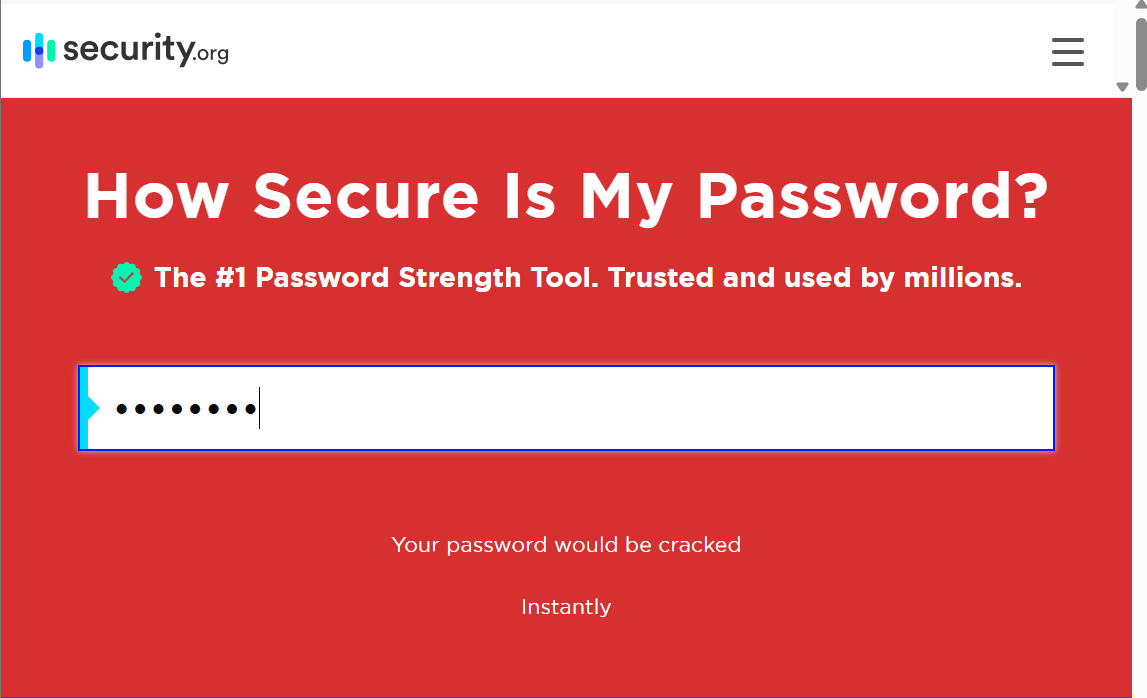 security.org
How Secure Is My Password?
The #1 Password Strength Tool. Trusted and used by millions.
••••••••
Your password would be cracked
Instantly